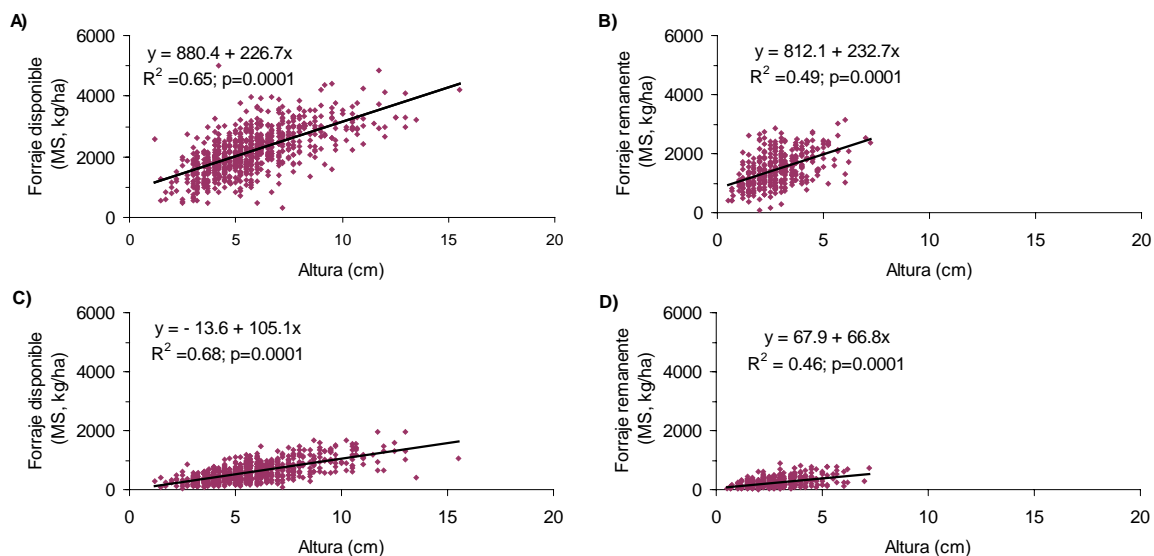 A)
Forraje disponible
(MS, kg/ha)
6000
4000
2000
0
y = 880.4 + 226.7x
R² =0.65; p=0.0001
0 5 10 15 20
Altura (cm)
B)
Forraje remanente
(MS, kg/ha)
6000
4000
2000
0
y = 812.1 + 232.7x
R² =0.49; p=0.0001
0 5 10 15 20
Altura (cm)
C)
Forraje disponible
(MS, kg/ha)
6000
4000
2000
0
y = - 13.6 + 105.1x
R² =0.68; p=0.0001
0 5 10 15 20
Altura (cm)
D)
Forraje remanente
(MS, kg/ha)
6000
4000
2000
0
y = 67.9 + 66.8x
R² = 0.46; p=0.0001
0 5 10 15 20
Altura (cm)